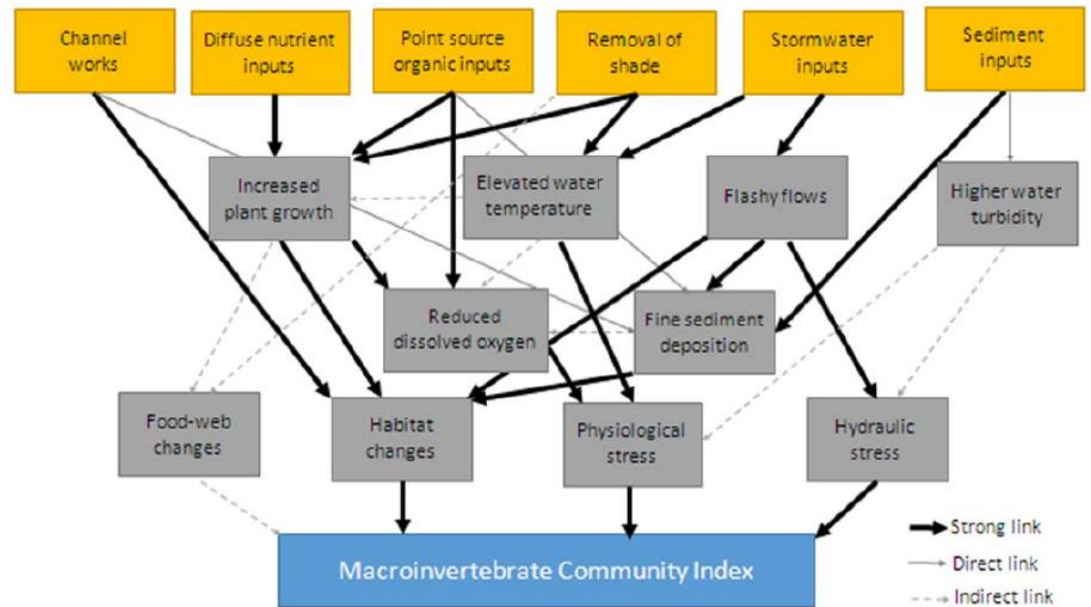 Channel
works
Diffuse nutrient
inputs
Point source
organic inputs
Removal of
shade
Stormwater
inputs
Sediment
inputs
Increased
plant growth
Elevated water
temperature
Flashy flows
Higher water
turbidity
Reduced
dissolved oxygen
Fine sediment
deposition
Food-web
changes
Habitat
changes
Physiological
stress
Hydraulic
stress
Macroinvertebrate Community Index
Strong link
Direct link
Indirect link